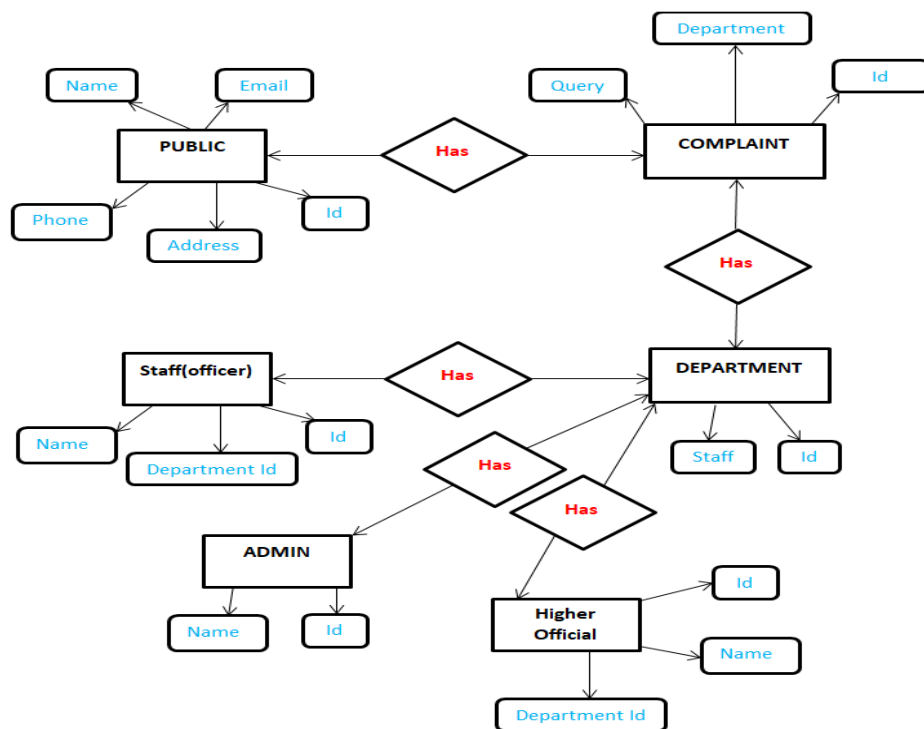 Department
Name
Email
Query
Id
PUBLIC
Has
COMPLAINT
Phone
Id
Address
Has
Staff(officer)
Has
DEPARTMENT
Name
Id
Department Id
Has
Staff
Id
Has
ADMIN
Id
Name
Id
Higher
Official
Name
Department Id